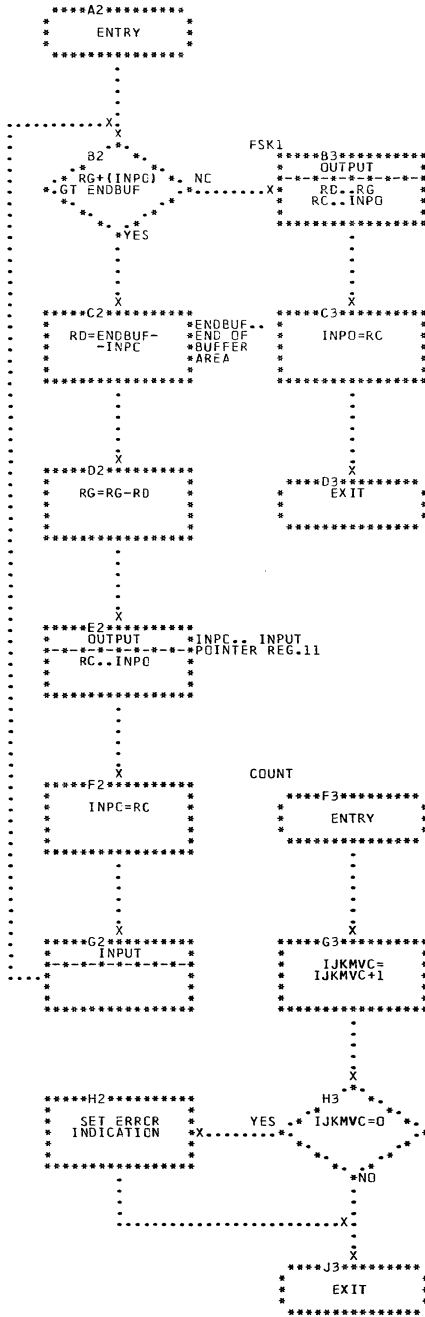 A2
ENTRY
B2
RG+(INPC)
GT ENDBUF
NC
YES
FSK1
B3
OUTPUT
RD..RG
RC..INPO
C2
RD=ENDBUF-
-INPC
ENDBUF..
END OF
BUFFER
AREA
C3
INPO=RC
D2
RG=RG-RD
D3
EXIT
E2
OUTPUT
RC..INPO
INPC.. INPUT
POINTER REG.11
F2
INPC=RC
COUNT
F3
ENTRY
G2
INPUT
G3
IJKMVC=
IJKMVC+1
H2
SET ERRCR
INDICATION
YES
H3
IJKMVC=0
NO
J3
EXIT